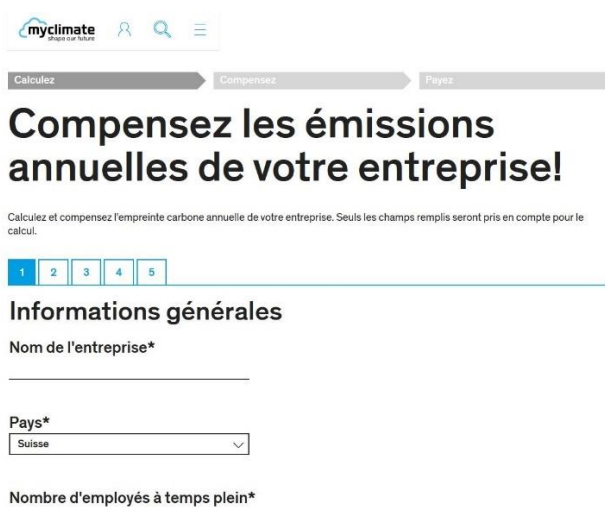 myclimate
shape our future
Calculez
Compensez
Payez
Compensez les émissions
annuelles de votre entreprise!
Calculez et compensez l'empreinte carbone annuelle de votre entreprise. Seuls les champs remplis seront pris en compte pour le
calcul.
1 2 3 4 5
Informations générales
Nom de l'entreprise*
Pays*
Suisse
Nombre d'employés à temps plein*